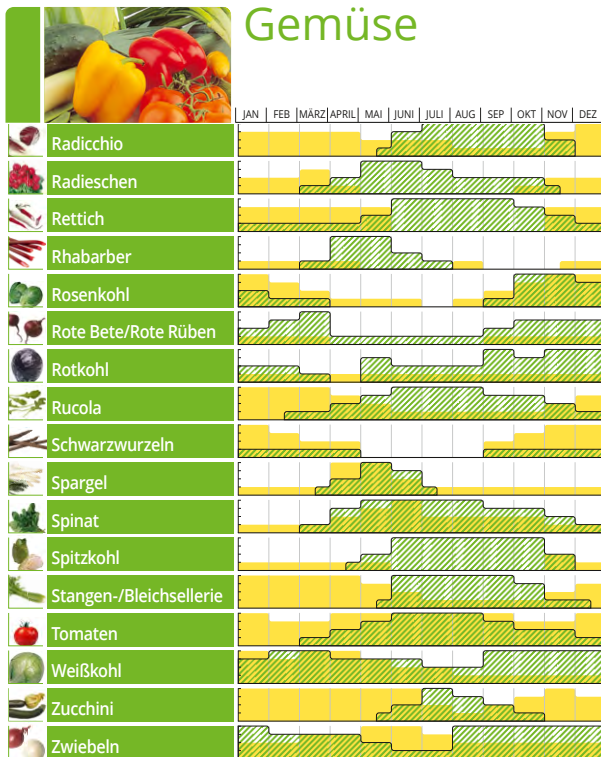 Gemüse
JAN FEB MÄRZ APRIL MAI JUNI JULI AUG SEP OKT NOV DEZ
Radicchio
Radieschen
Rettich
Rhabarber
Rosenkohl
Rote Bete/Rote Rüben
Rotkohl
Rucola
Schwarzwurzeln
Spargel
Spinat
Spitzkohl
Stangen-/Bleichsellerie
Tomaten
Weißkohl
Zucchini
Zwiebeln